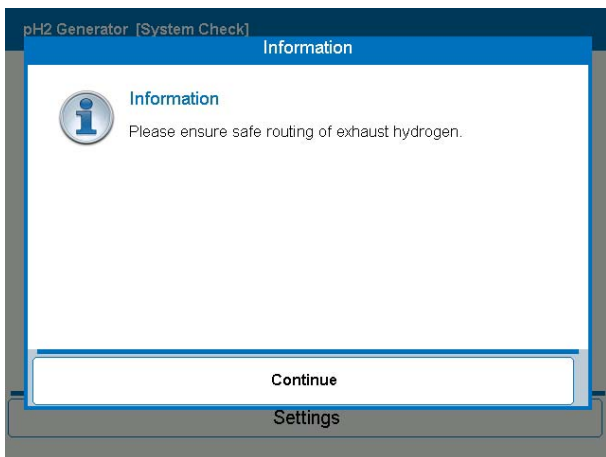 pH2 Generator [System Check]
Information
Information
Please ensure safe routing of exhaust hydrogen.
Continue
Settings